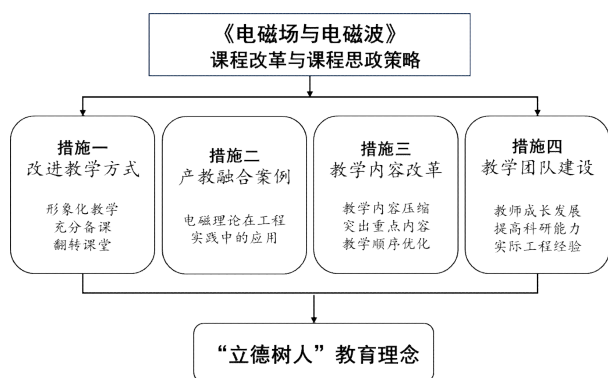 《电磁场与电磁波》
课程改革与课程思政策略
措施一
改进教学方式
形象化教学
充分备课
翻转课堂
措施二
产教融合案例
电磁理论在工程
实践中的应用
措施三
教学内容改革
教学内容压缩
突出重点内容
教学顺序优化
措施四
教学团队建设
教师成长发展
提高科研能力
实际工程经验
“立德树人”教育理念